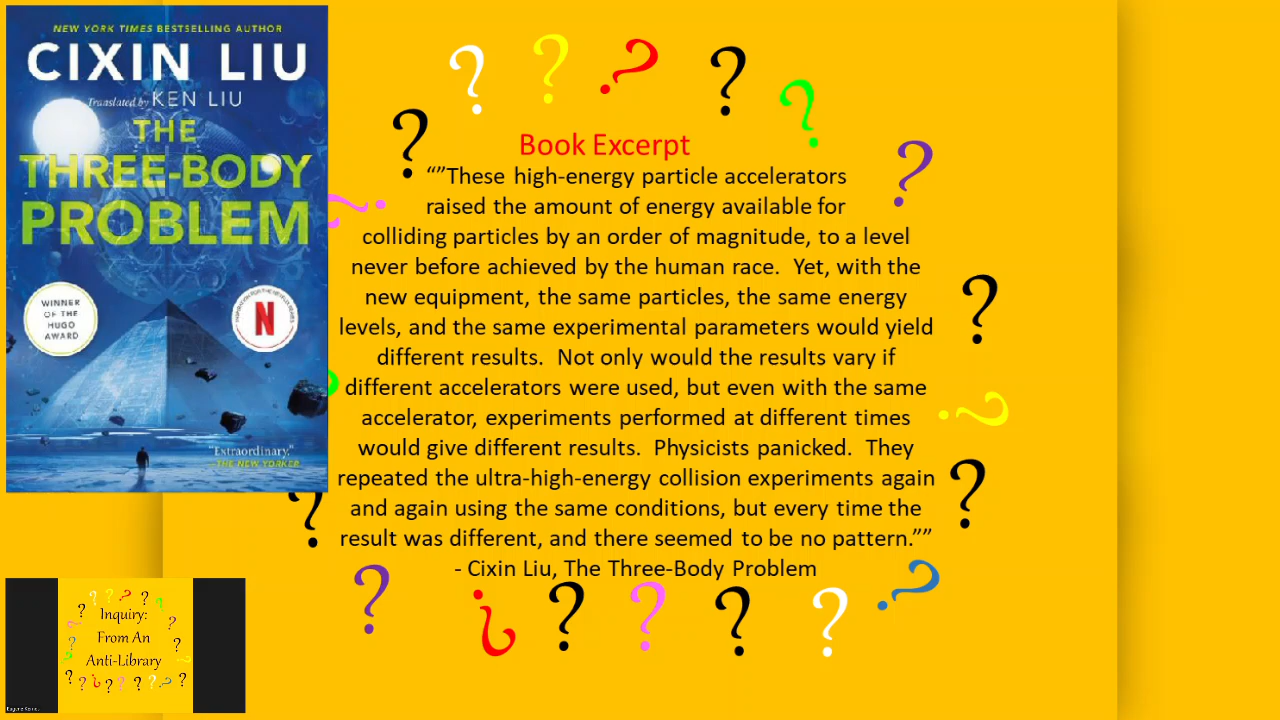 NEW YORK TIMES BESTSELLING AUTHOR
CIXIN LIU
Translated by KEN LIU
THE
THREE-BODY
PROBLEM
WINNER
OF THE
HUGO
AWARD
INSPIRATION FOR THE NETFLIX SERIES
N
"Extraordinary."
—THE NEW YORKER
Book Excerpt
“”These high-energy particle accelerators
raised the amount of energy available for
colliding particles by an order of magnitude, to a level
never before achieved by the human race.  Yet, with the
new equipment, the same particles, the same energy
levels, and the same experimental parameters would yield
different results.  Not only would the results vary if
different accelerators were used, but even with the same
accelerator, experiments performed at different times
would give different results.  Physicists panicked.  They
repeated the ultra-high-energy collision experiments again
and again using the same conditions, but every time the
result was different, and there seemed to be no pattern.””
- Cixin Liu, The Three-Body Problem
Inquiry:
From An
Anti-Library